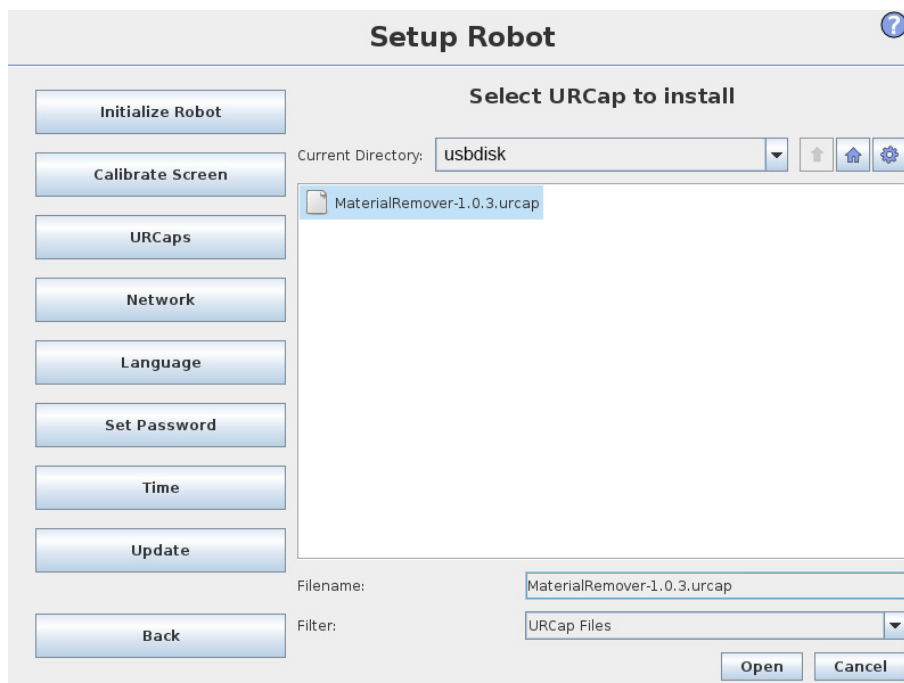 Setup Robot
?
Initialize Robot
Calibrate Screen
URCaps
Network
Language
Set Password
Time
Update
Back
Select URCap to install
Current Directory: usbdisk
MaterialRemover-1.0.3.urcap
Filename: MaterialRemover-1.0.3.urcap
Filter: URCap Files
Open Cancel